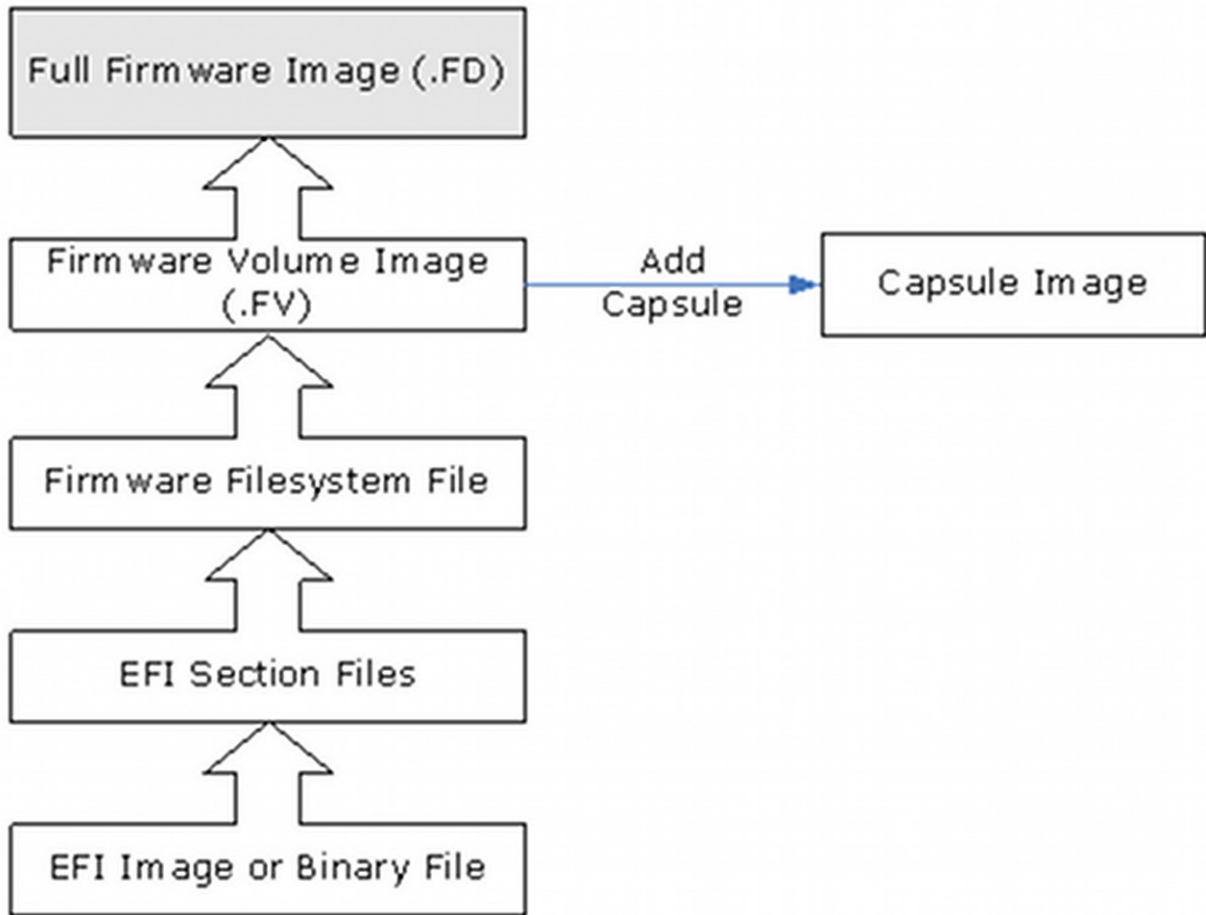 Full Firmware Image (.FD)
Firmware Volume Image
(.FV)
Add
Capsule
Capsule Image
Firmware Filesystem File
EFI Section Files
EFI Image or Binary File